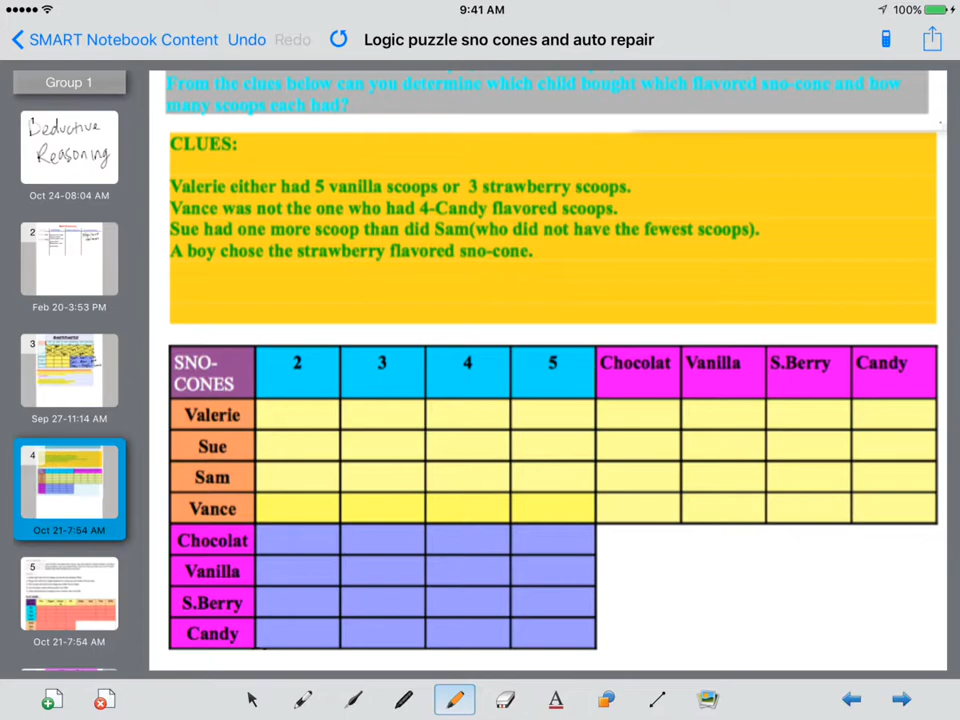 9:41 AM
100%
SMART Notebook Content Undo Redo Logic puzzle sno cones and auto repair
Group 1
Deductive
Reasoning
Oct 24-08:04 AM
2
Feb 20-3:53 PM
3
Sep 27-11:14 AM
4
Oct 21-7:54 AM
5
Oct 21-7:54 AM
From the clues below can you determine which child bought which flavored sno-cone and how
many scoops each had?
CLUES:
Valerie either had 5 vanilla scoops or 3 strawberry scoops.
Vance was not the one who had 4-Candy flavored scoops.
Sue had one more scoop than did Sam(who did not have the fewest scoops).
A boy chose the strawberry flavored sno-cone.
SNO-
CONES 2 3 4 5 Chocolat Vanilla S.Berry Candy
Valerie
Sue
Sam
Vance
Chocolat
Vanilla
S.Berry
Candy
A